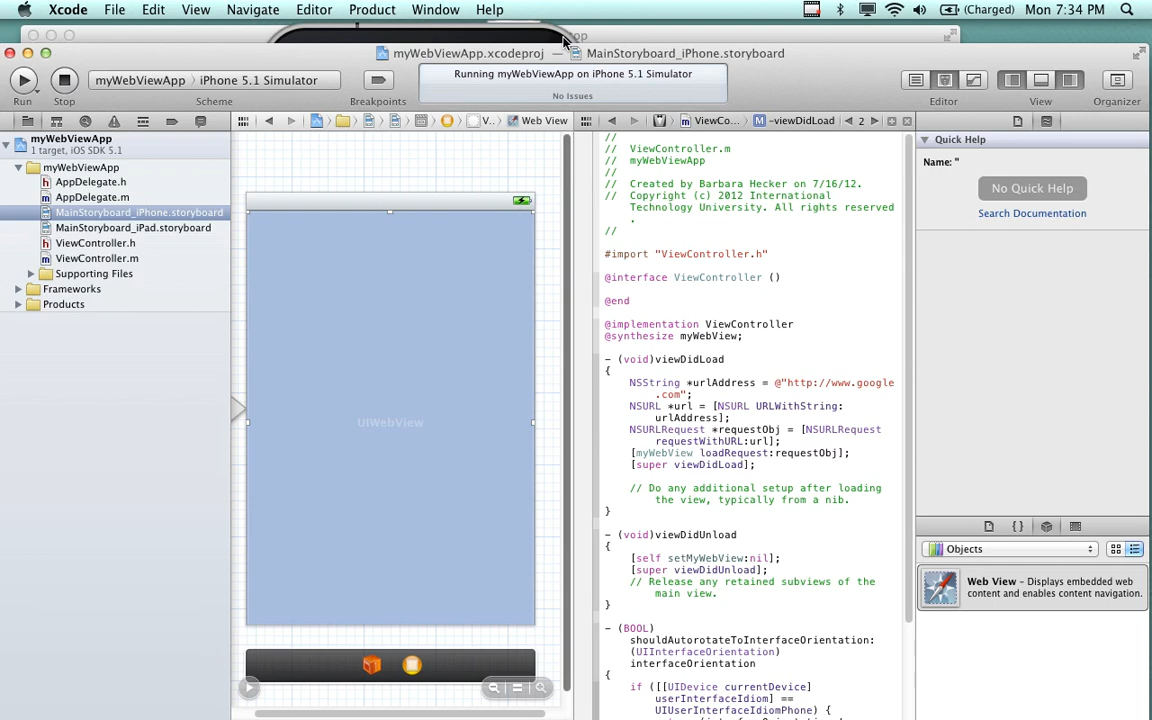 Xcode File Edit View Navigate Editor Product Window Help (Charged) Mon 7:34 PM
myWebViewApp.xcodeproj — MainStoryboard_iPhone.storyboard
myWebViewApp iPhone 5.1 Simulator
Running myWebViewApp on iPhone 5.1 Simulator
No Issues
Run Stop Scheme Breakpoints Editor View Organizer
Web View
ViewCo... M -viewDidLoad 2
myWebViewApp
1 target, iOS SDK 5.1
myWebViewApp
AppDelegate.h
AppDelegate.m
MainStoryboard_iPhone.storyboard
MainStoryboard_iPad.storyboard
ViewController.h
ViewController.m
Supporting Files
Frameworks
Products
UIWebView
//
// ViewController.m
// myWebViewApp
//
// Created by Barbara Hecker on 7/16/12.
// Copyright (c) 2012 International
Technology University. All rights reserved
.
//
#import "ViewController.h"
@interface ViewController ()
@end
@implementation ViewController
@synthesize myWebView;
- (void)viewDidLoad
{
NSString *urlAddress = @"http://www.google
.com";
NSURL *url = [NSURL URLWithString:
urlAddress];
NSURLRequest *requestObj = [NSURLRequest
requestWithURL:url];
[myWebView loadRequest:requestObj];
[super viewDidLoad];
// Do any additional setup after loading
the view, typically from a nib.
}
- (void)viewDidUnload
{
[self setMyWebView:nil];
[super viewDidUnload];
// Release any retained subviews of the
main view.
}
- (BOOL)
shouldAutorotateToInterfaceOrientation:
(UIInterfaceOrientation)
interfaceOrientation
{
if ([[UIDevice currentDevice]
userInterfaceIdiom] ==
UIUserInterfaceIdiomPhone) {
Quick Help
Name: "
No Quick Help
Search Documentation
Objects
Web View - Displays embedded web
content and enables content navigation.